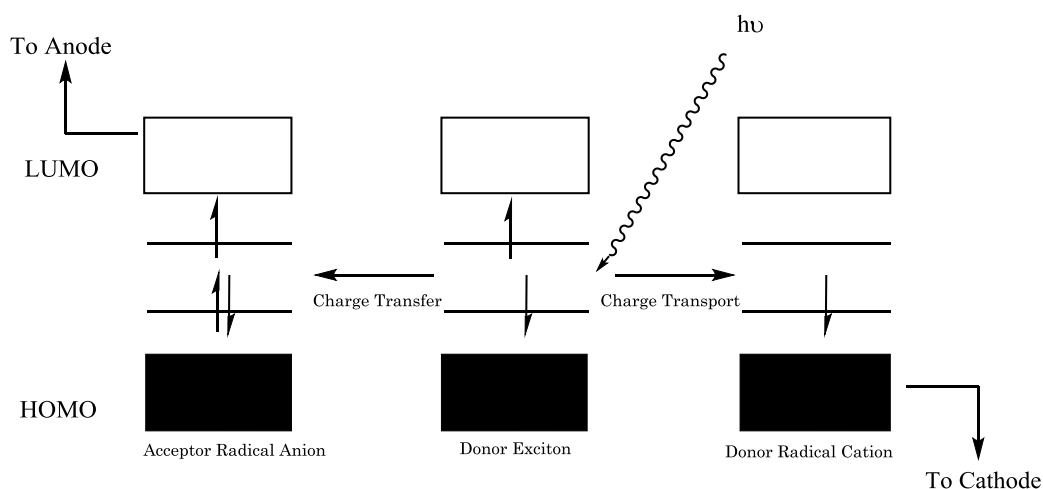 hυ
To Anode
LUMO
Charge Transfer
Charge Transport
HOMO
Acceptor Radical Anion
Donor Exciton
Donor Radical Cation
To Cathode